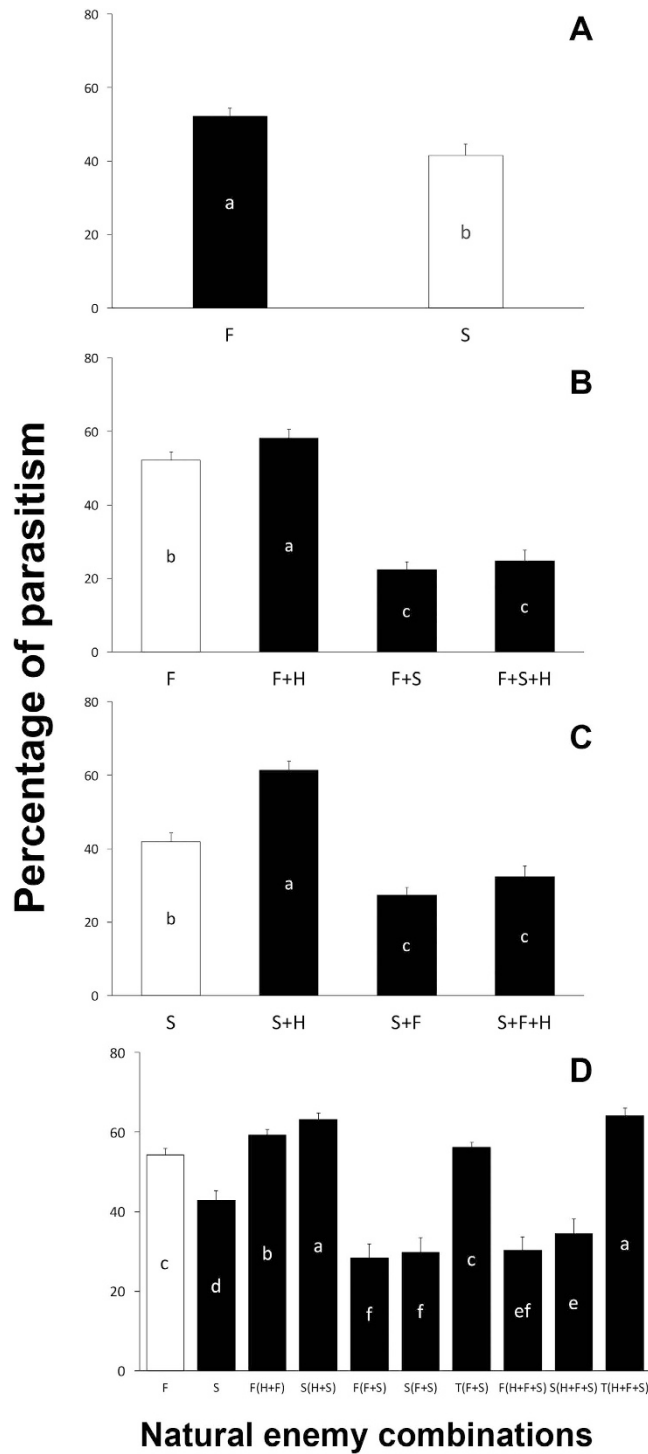 Percentage of parasitism
A
80
60
40
20
0
a
b
F S
B
80
60
40
20
0
b
a
c
c
F F+H F+S F+S+H
C
80
60
40
20
0
b
a
c
c
S S+H S+F S+F+H
D
80
60
40
20
0
c
d
b
a
f
f
c
ef
e
a
F S F(H+F) S(H+S) F(F+S) S(F+S) T(F+S) F(H+F+S) S(H+F+S) T(H+F+S)
Natural enemy combinations